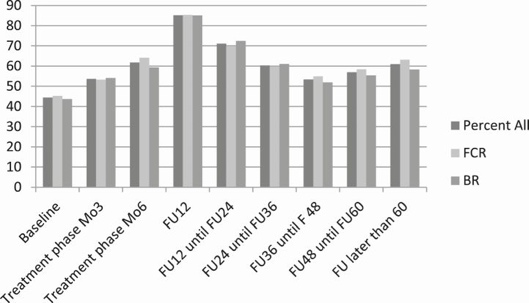 90
80
70
60
50
40
30
20
10
0
Baseline
Treatment phase Mo3
Treatment phase Mo6
FU12
FU12 until FU24
FU24 until FU36
FU36 until F 48
FU48 until FU60
FU later than 60
Percent All
FCR
BR